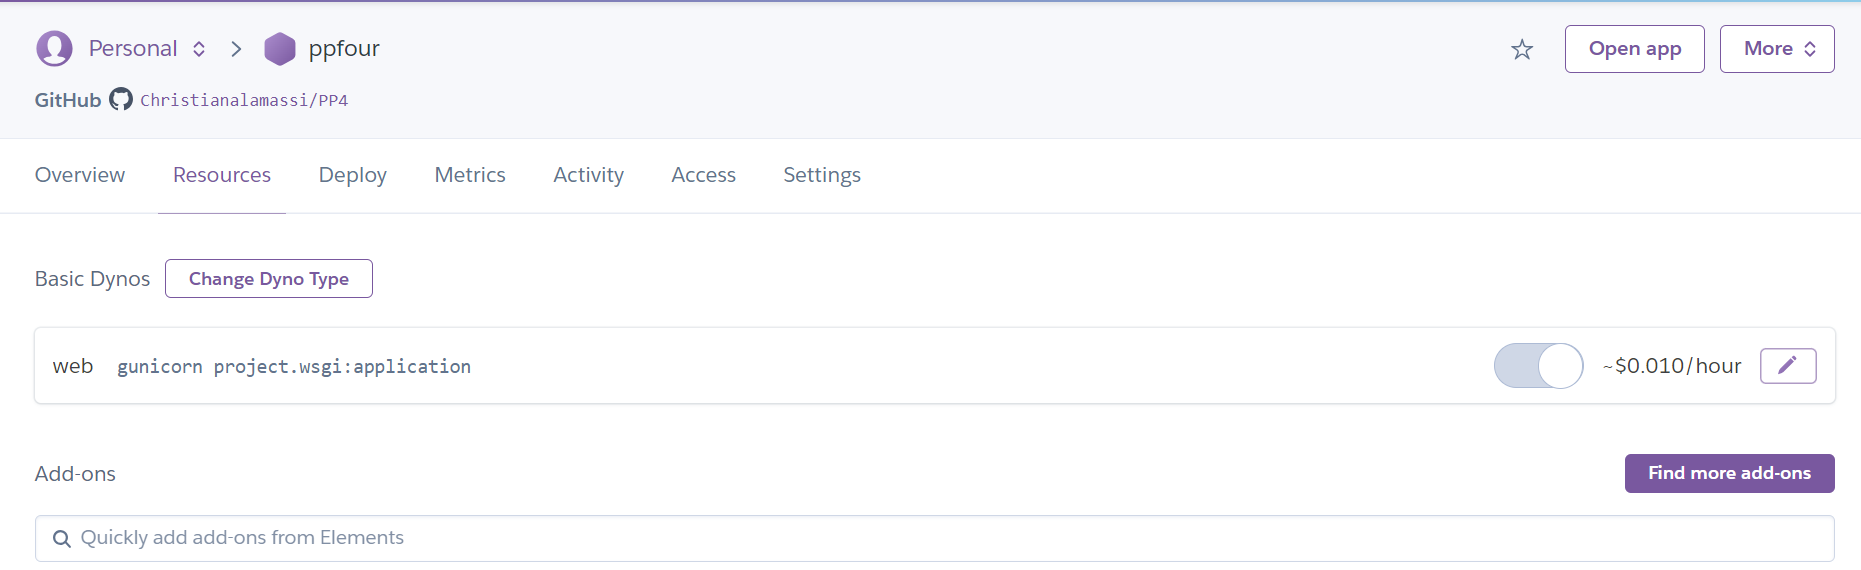 Personal ppfour Open app More
GitHub Christianalamassi/PP4
Overview Resources Deploy Metrics Activity Access Settings
Basic Dynos Change Dyno Type
web gunicorn project.wsgi:application ~$0.010/hour
Add-ons Find more add-ons
Quickly add add-ons from Elements